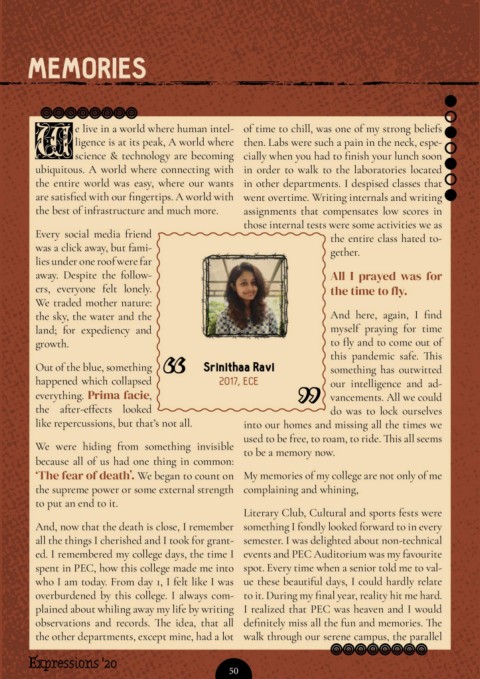 MEMORIES
We live in a world where human intel-
ligence is at its peak, A world where
science & technology are becoming
ubiquitous. A world where connecting with
the entire world was easy, where our wants
are satisfied with our fingertips. A world with
the best of infrastructure and much more.
Every social media friend
was a click away, but fami-
lies under one roof were far
away. Despite the follow-
ers, everyone felt lonely.
We traded mother nature:
the sky, the water and the
land; for expediency and
growth.
Out of the blue, something
happened which collapsed
everything. Prima facie,
the after-effects looked
like repercussions, but that's not all.
We were hiding from something invisible
because all of us had one thing in common:
'The fear of death'. We began to count on
the supreme power or some external strength
to put an end to it.
And, now that the death is close, I remember
all the things I cherished and I took for grant-
ed. I remembered my college days, the time I
spent in PEC, how this college made me into
who I am today. From day 1, I felt like I was
overburdened by this college. I always com-
plained about whiling away my life by writing
observations and records. The idea, that all
the other departments, except mine, had a lot
of time to chill, was one of my strong beliefs
then. Labs were such a pain in the neck, espe-
cially when you had to finish your lunch soon
in order to walk to the laboratories located
in other departments. I despised classes that
went overtime. Writing internals and writing
assignments that compensates low scores in
those internal tests were some activities we as
the entire class hated to-
gether.
All I prayed was for
the time to fly.
And here, again, I find
myself praying for time
to fly and to come out of
this pandemic safe. This
something has outwitted
our intelligence and ad-
vancements. All we could
do was to lock ourselves
into our homes and missing all the times we
used to be free, to roam, to ride. This all seems
to be a memory now.
My memories of my college are not only of me
complaining and whining,
Literary Club, Cultural and sports fests were
something I fondly looked forward to in every
semester. I was delighted about non-technical
events and PEC Auditorium was my favourite
spot. Every time when a senior told me to val-
ue these beautiful days, I could hardly relate
to it. During my final year, reality hit me hard.
I realized that PEC was heaven and I would
definitely miss all the fun and memories. The
walk through our serene campus, the parallel
“
Srinithaa Ravi
2017, ECE
”
Expressions '20
50